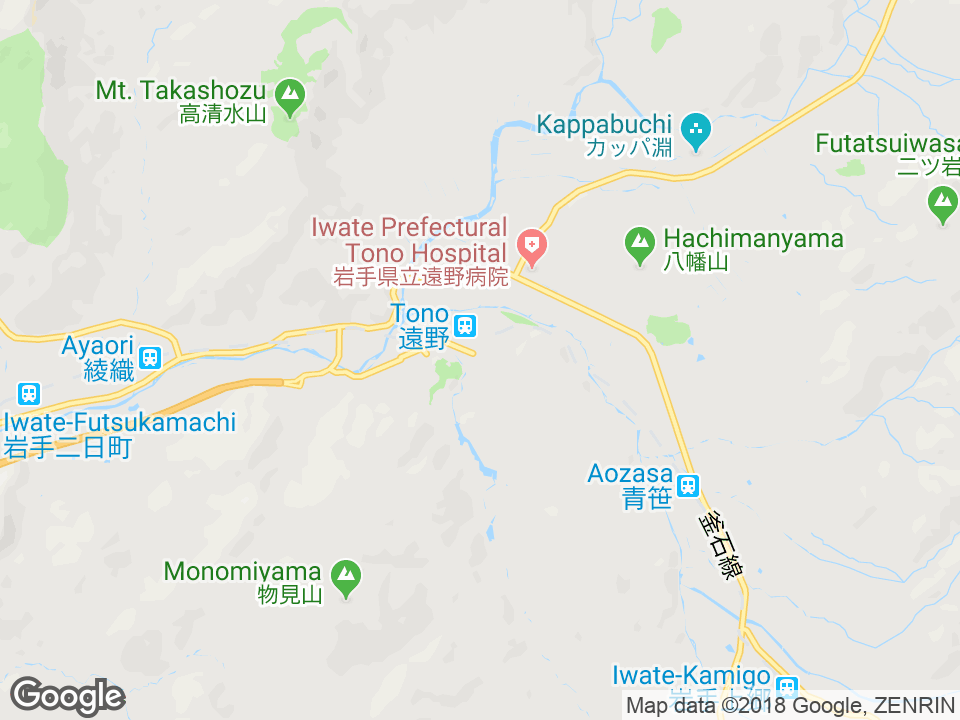 Mt. Takashozu
高清水山
Kappabuchi
カッパ淵
Futatsuiwasa
二ツ岩
Iwate Prefectural
Tono Hospital
岩手県立遠野病院
Hachimanyama
八幡山
Tono
遠野
Ayaori
綾織
Iwate-Futsukamachi
岩手二日町
Aozasa
青笹
釜石線
Monomiyama
物見山
Iwate-Kamigo
岩手上郷
Google
Map data ©2018 Google, ZENRIN